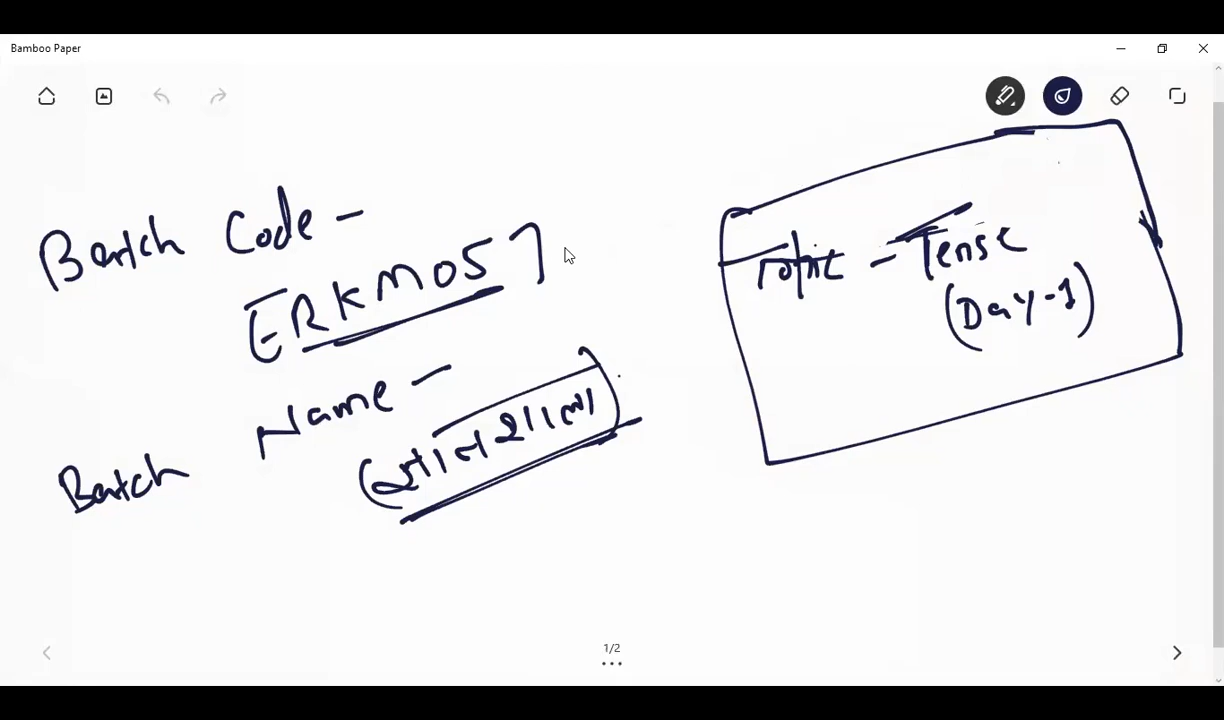 Bamboo Paper
Batch Code -
ERKM057
Batch Name -
Topic - Tense
(Day-1)
1/2